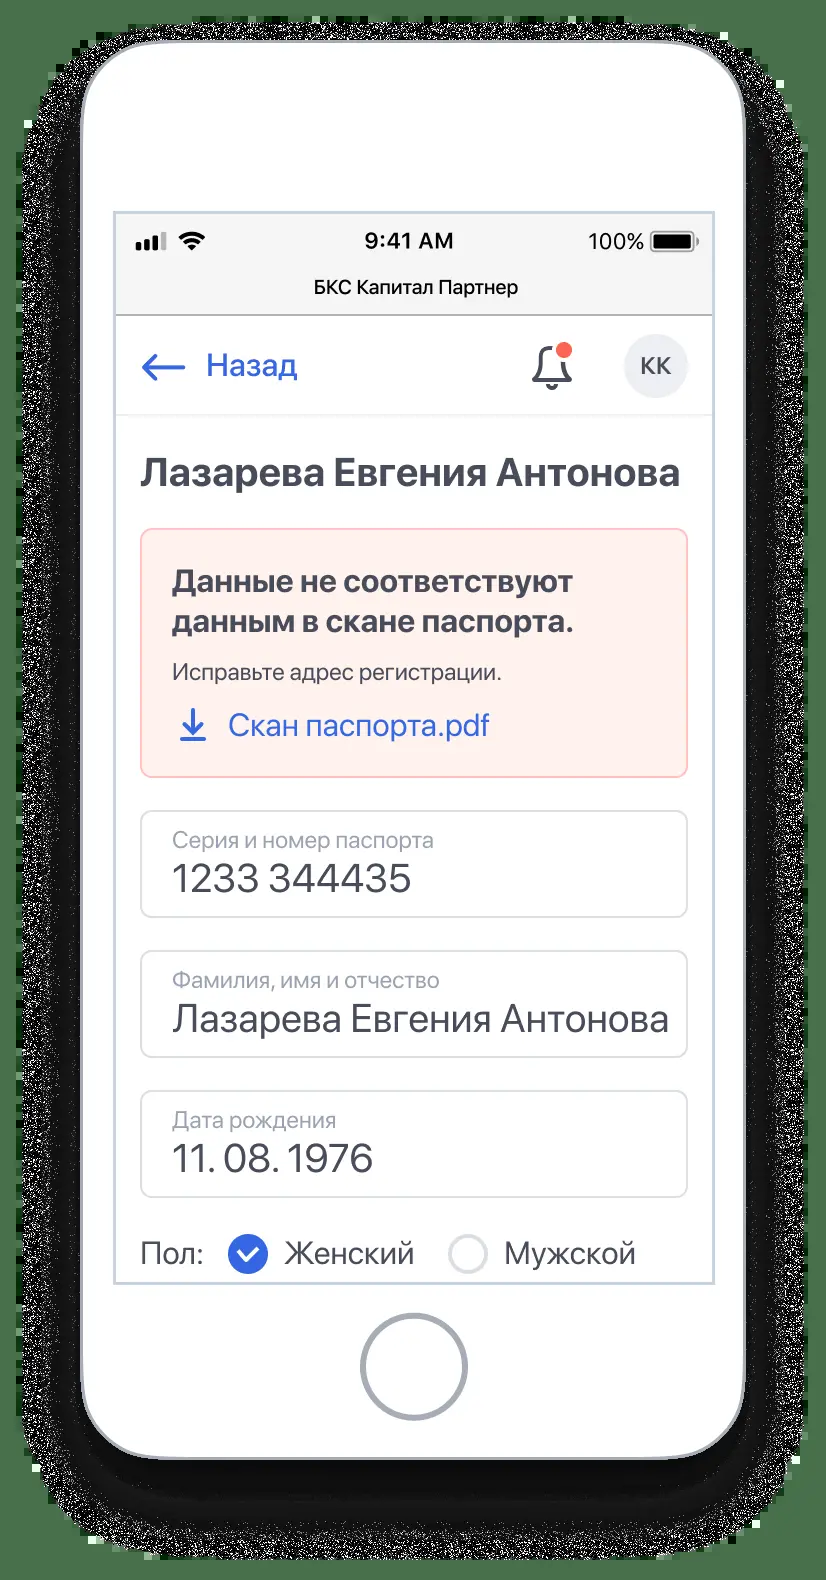 9:41 AM
100%
БКС Капитал Партнер
Назад
КК
Лазарева Евгения Антонова
Данные не соответствуют
данным в скане паспорта.
Исправьте адрес регистрации.
Скан паспорта.pdf
Серия и номер паспорта
1233 344435
Фамилия, имя и отчество
Лазарева Евгения Антонова
Дата рождения
11. 08. 1976
Пол: Женский Мужской